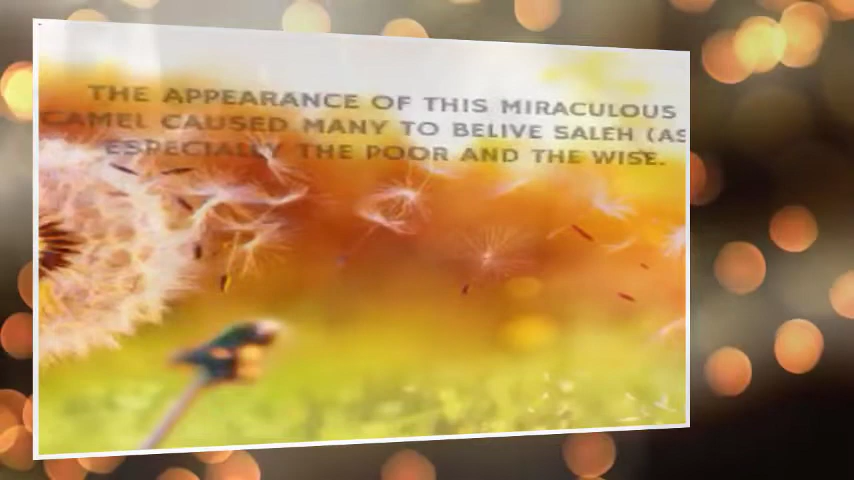 THE APPEARANCE OF THIS MIRACULOUS
CAMEL CAUSED MANY TO BELIVE SALEH (AS
ESPECIALLY THE POOR AND THE WISE.